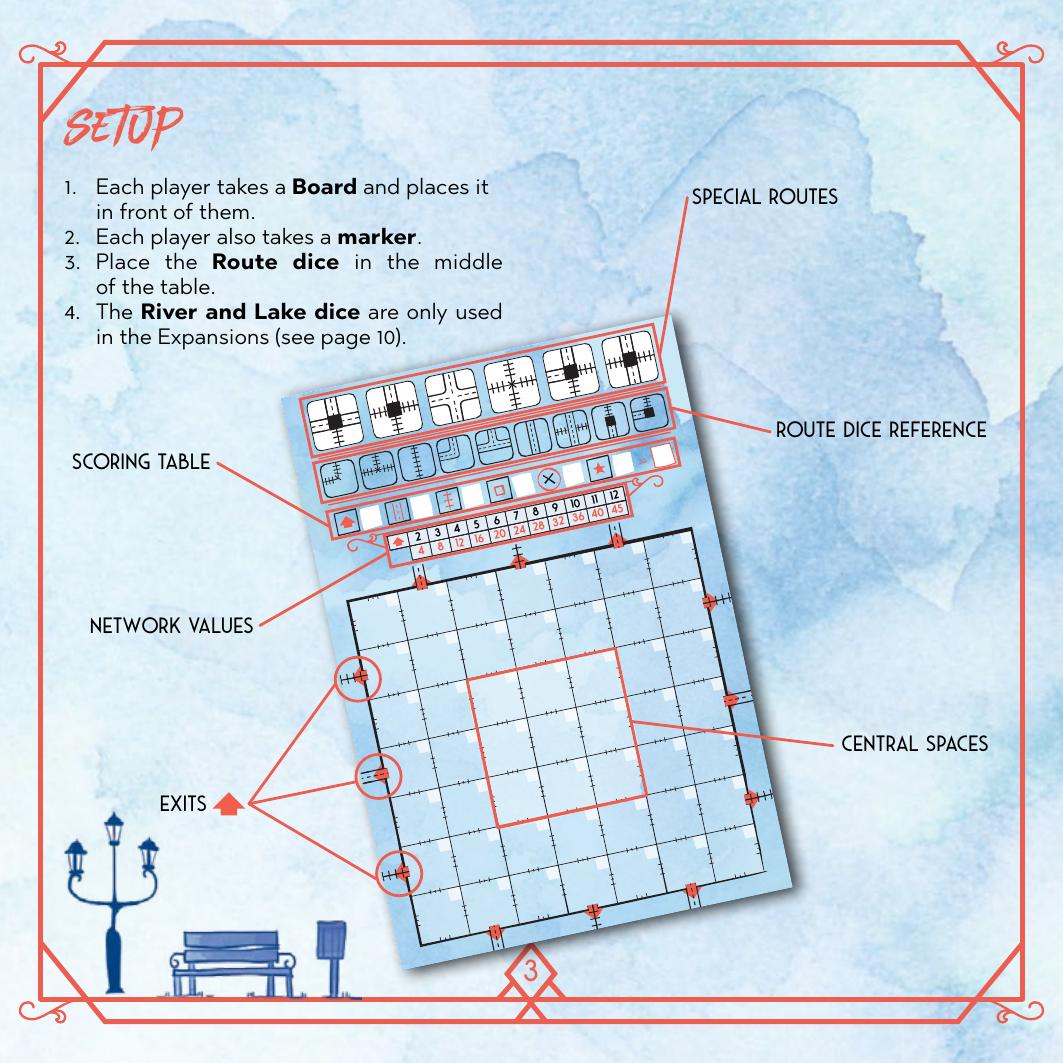 SETUP
1. Each player takes a Board and places it
in front of them.
2. Each player also takes a marker.
3. Place the Route dice in the middle
of the table.
4. The River and Lake dice are only used
in the Expansions (see page 10).
SPECIAL ROUTES
ROUTE DICE REFERENCE
SCORING TABLE
2 3 4 5 6 7 8 9 10 11 12
4 8 12 16 20 24 28 32 36 40 45
NETWORK VALUES
CENTRAL SPACES
EXITS
3